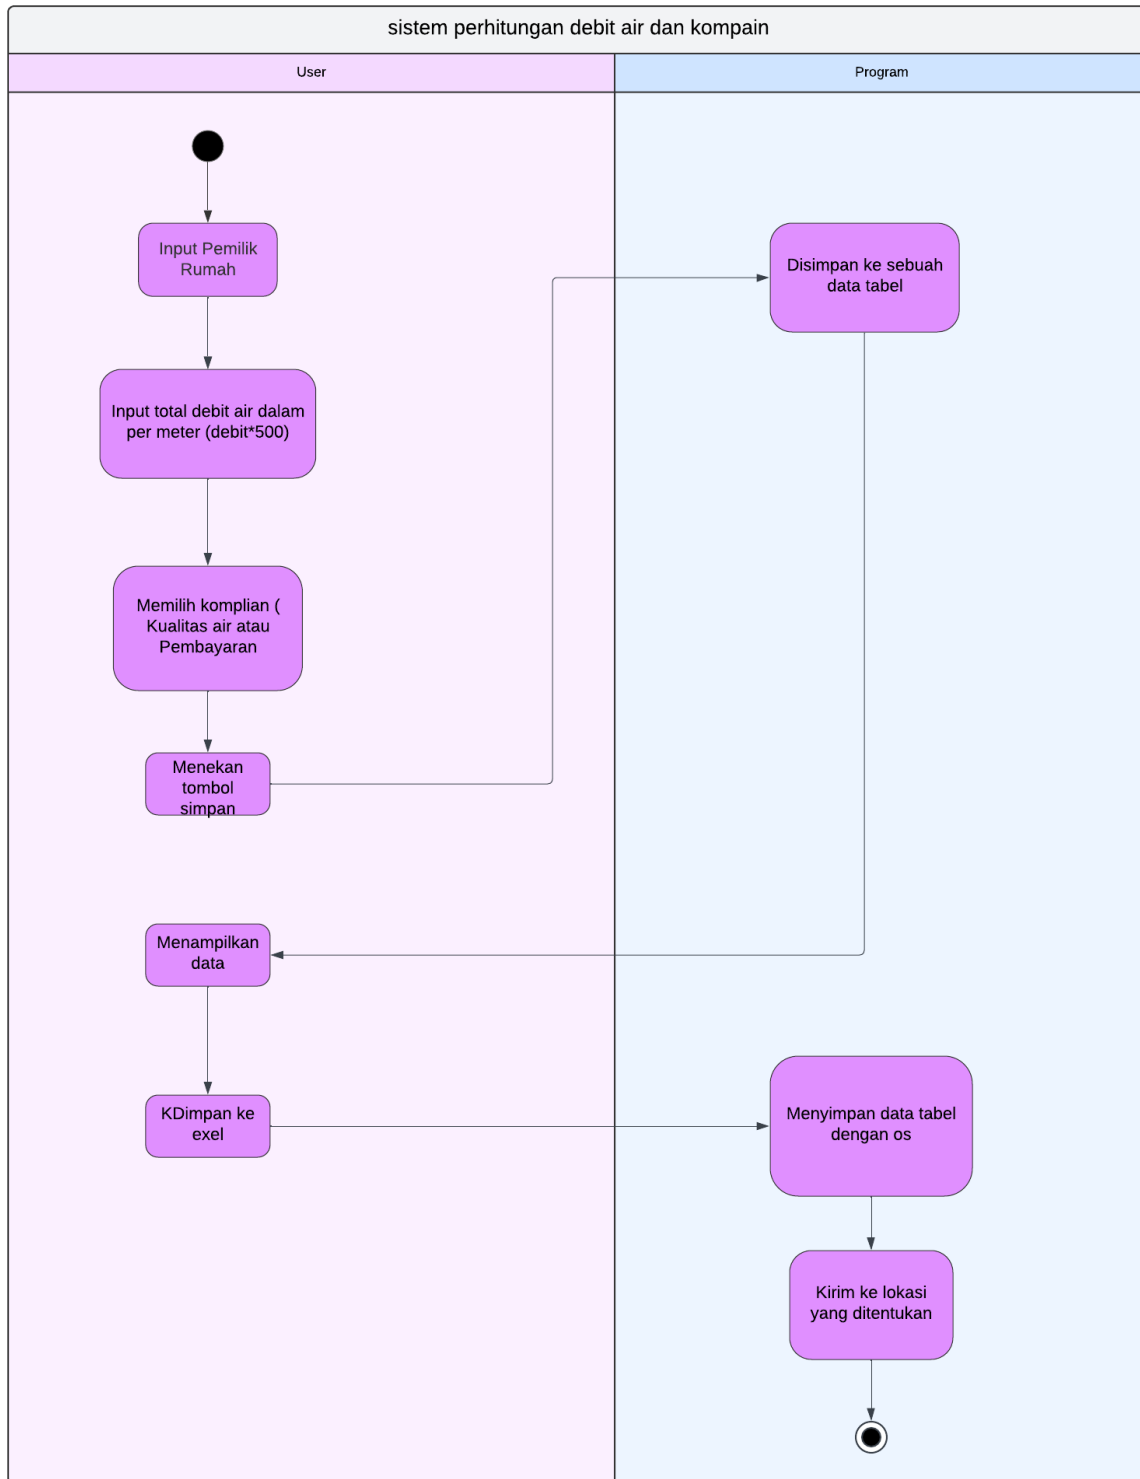 sistem perhitungan debit air dan kompain
User
Program
Input Pemilik
Rumah
Disimpan ke sebuah
data tabel
Input total debit air dalam
per meter (debit*500)
Memilih komplian (
Kualitas air atau
Pembayaran
Menekan
tombol
simpan
Menampilkan
data
KDimpan ke
exel
Menyimpan data tabel
dengan os
Kirim ke lokasi
yang ditentukan